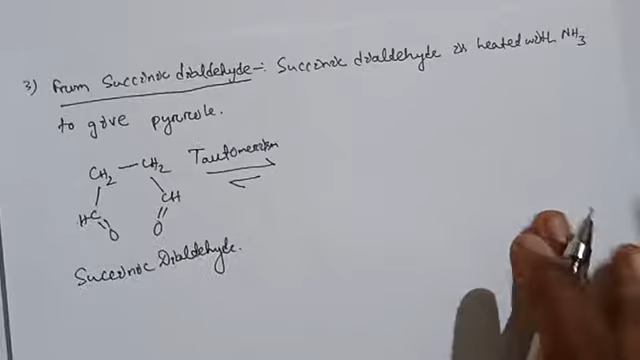 3) From Succinic dialdehyde-: Succinic dialdehyde is heated with NH3
to give pyrrole.
CH2 — CH2 Tautomerism
HC CH
O O
Succinic Dialdehyde.